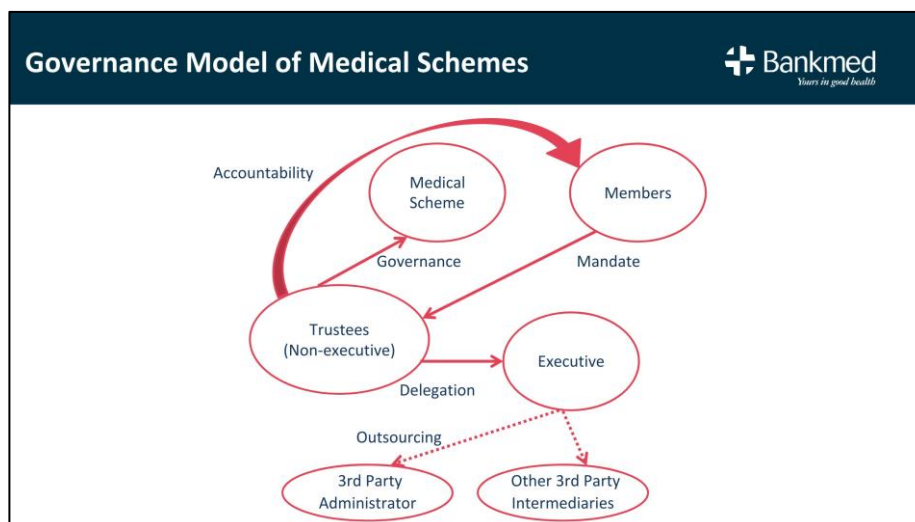 Governance Model of Medical Schemes
Bankmed
Yours in good health
Accountability
Medical
Scheme
Members
Governance
Mandate
Trustees
(Non-executive)
Executive
Delegation
Outsourcing
3rd Party
Administrator
Other 3rd Party
Intermediaries